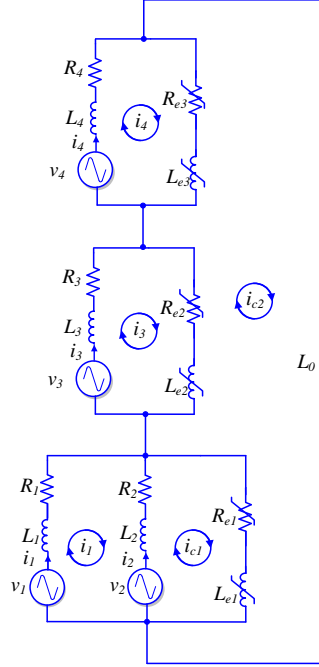 R4
Re3
L4
i4
i4
Le3
v4
R3
Re2
ic2
L3
i3
i3
L0
v3
Le2
R1
R2
Re1
L1
L2
i1
i1
i2
ic1
v1
v2
Le1